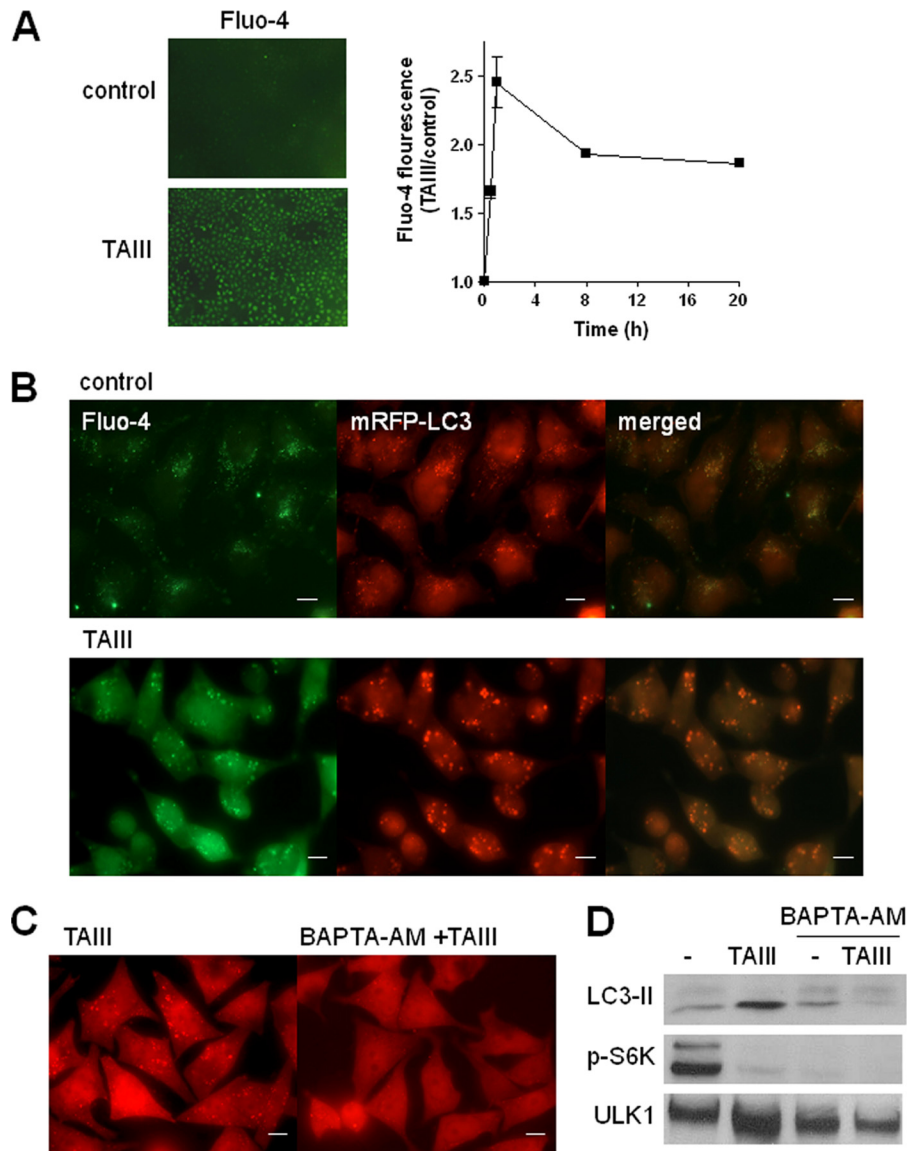 A
Fluo-4
control
TAIII
Fluo-4 flourescence
(TAIII/control)
2.5
2.0
1.5
1.0
0 4 8 12 16 20
Time (h)
B
control
Fluo-4 mRFP-LC3 merged
TAIII
C
TAIII BAPTA-AM +TAIII
D
BAPTA-AM
- TAIII - TAIII
LC3-II
p-S6K
ULK1